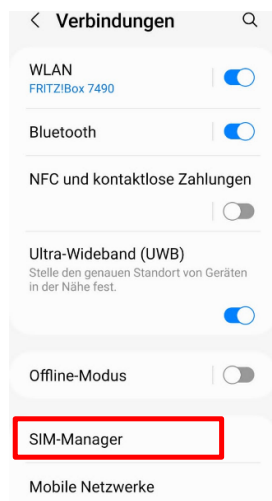 Verbindungen
WLAN
FRITZ!Box 7490
Bluetooth
NFC und kontaktlose Zahlungen
Ultra-Wideband (UWB)
Stelle den genauen Standort von Geräten
in der Nähe fest.
Offline-Modus
SIM-Manager
Mobile Netzwerke